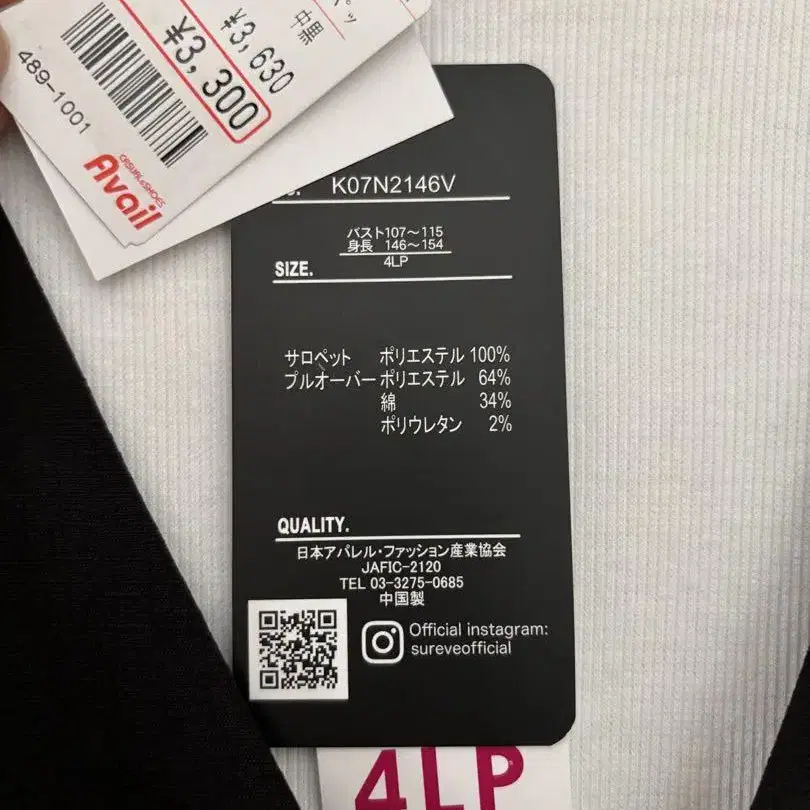 ¥3,630
¥3,300
489-1001
CASUAL&SHOES
Avail
K07N2146V
バスト107～115
身長 146～154
4LP
SIZE.
サロペット ポリエステル 100%
プルオーバー ポリエステル 64%
綿 34%
ポリウレタン 2%
QUALITY.
日本アパレル・ファッション産業協会
JAFIC-2120
TEL 03-3275-0685
中国製
Official instagram:
sureveofficial
4LP